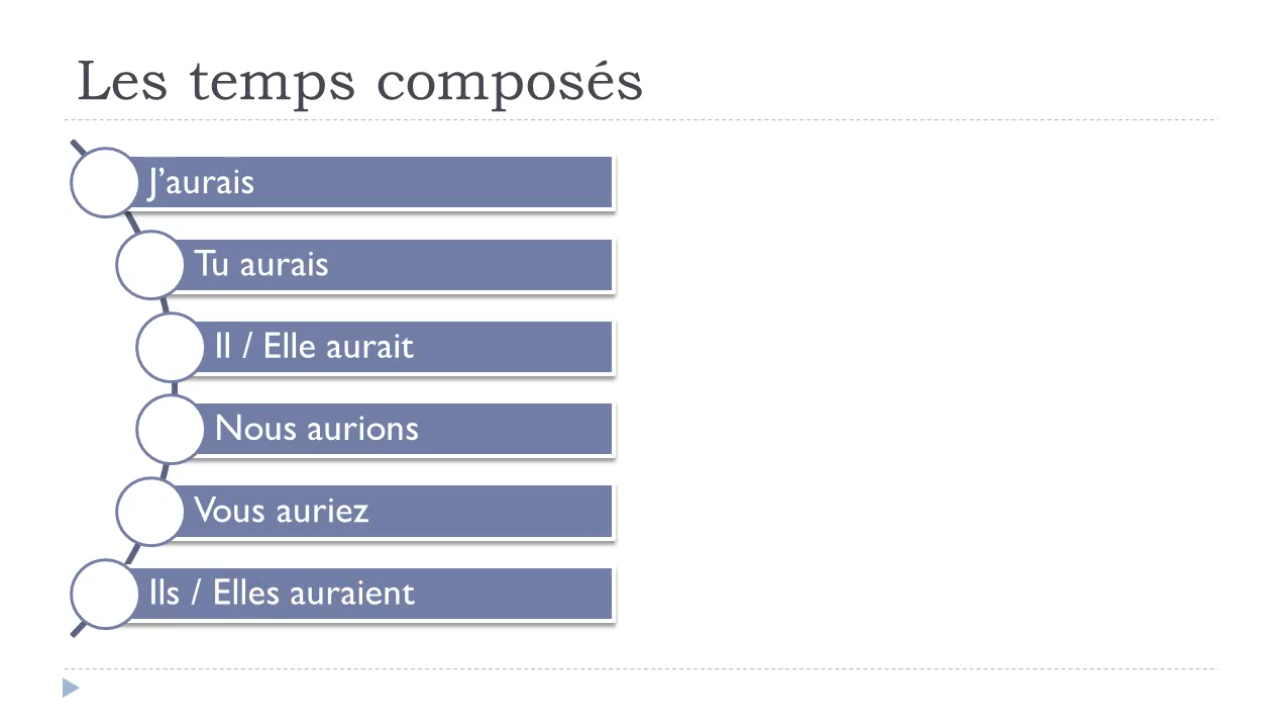 Les temps composés
J’aurais
Tu aurais
Il / Elle aurait
Nous aurions
Vous auriez
Ils / Elles auraient